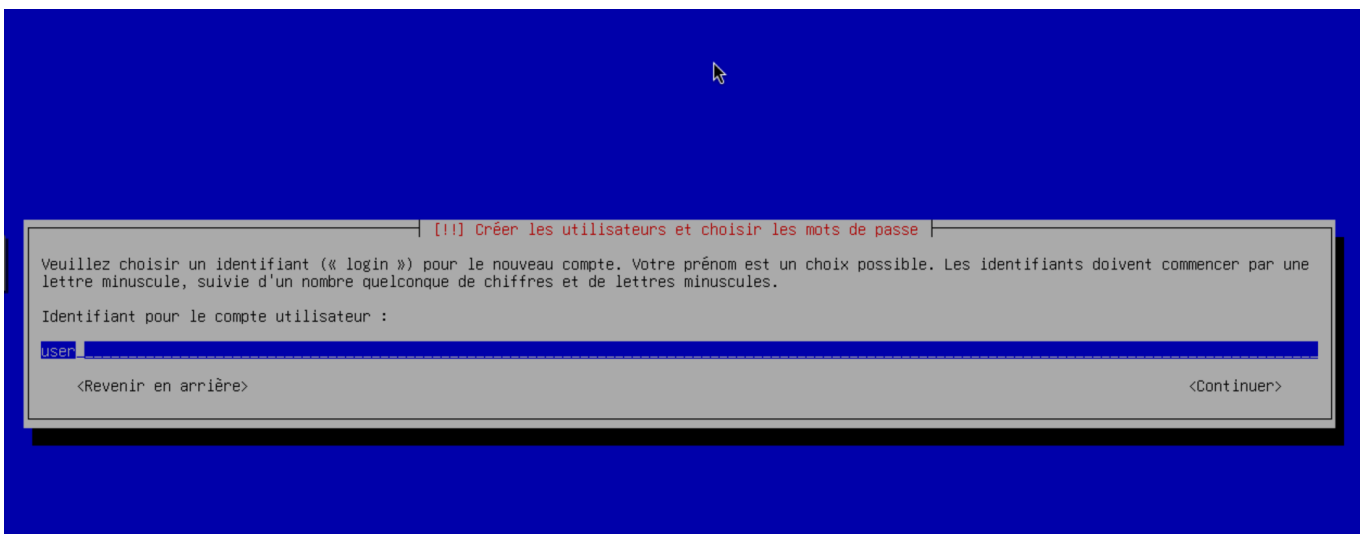 [!!] Créer les utilisateurs et choisir les mots de passe
Veuillez choisir un identifiant (« login ») pour le nouveau compte. Votre prénom est un choix possible. Les identifiants doivent commencer par une
lettre minuscule, suivie d'un nombre quelconque de chiffres et de lettres minuscules.
Identifiant pour le compte utilisateur :
user
<Revenir en arrière> <Continuer>